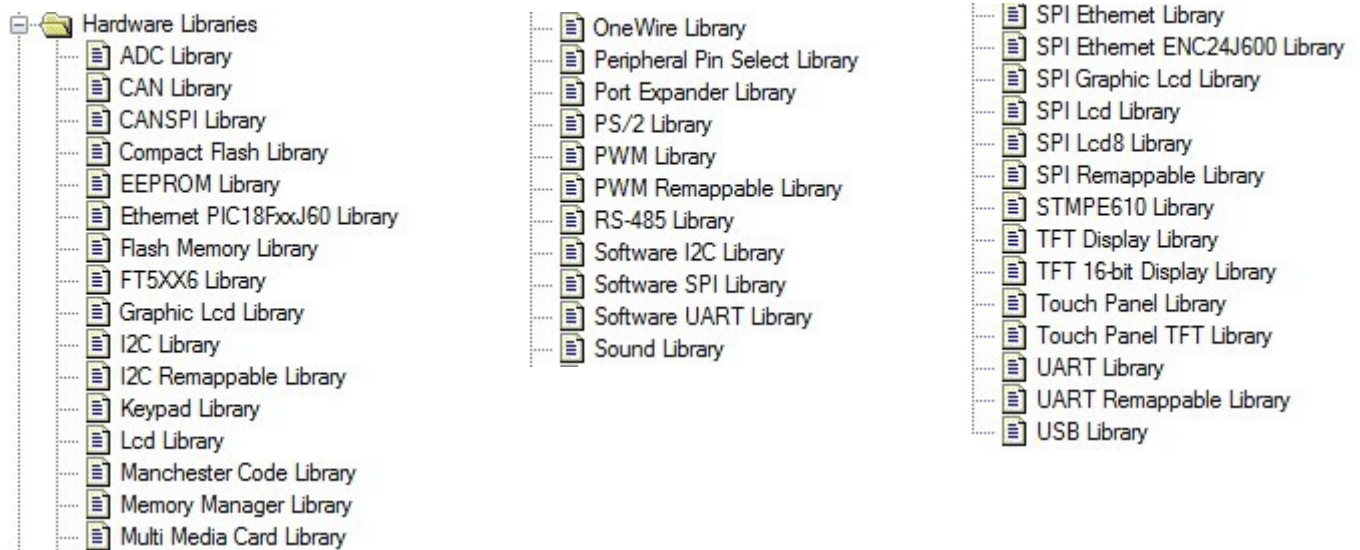 Hardware Libraries
ADC Library
CAN Library
CANSPI Library
Compact Flash Library
EEPROM Library
Ethernet PIC18FxxJ60 Library
Flash Memory Library
FT5XX6 Library
Graphic Lcd Library
I2C Library
I2C Remappable Library
Keypad Library
Lcd Library
Manchester Code Library
Memory Manager Library
Multi Media Card Library
OneWire Library
Peripheral Pin Select Library
Port Expander Library
PS/2 Library
PWM Library
PWM Remappable Library
RS-485 Library
Software I2C Library
Software SPI Library
Software UART Library
Sound Library
SPI Ethernet Library
SPI Ethernet ENC24J600 Library
SPI Graphic Lcd Library
SPI Lcd Library
SPI Lcd8 Library
SPI Remappable Library
STMPE610 Library
TFT Display Library
TFT 16-bit Display Library
Touch Panel Library
Touch Panel TFT Library
UART Library
UART Remappable Library
USB Library